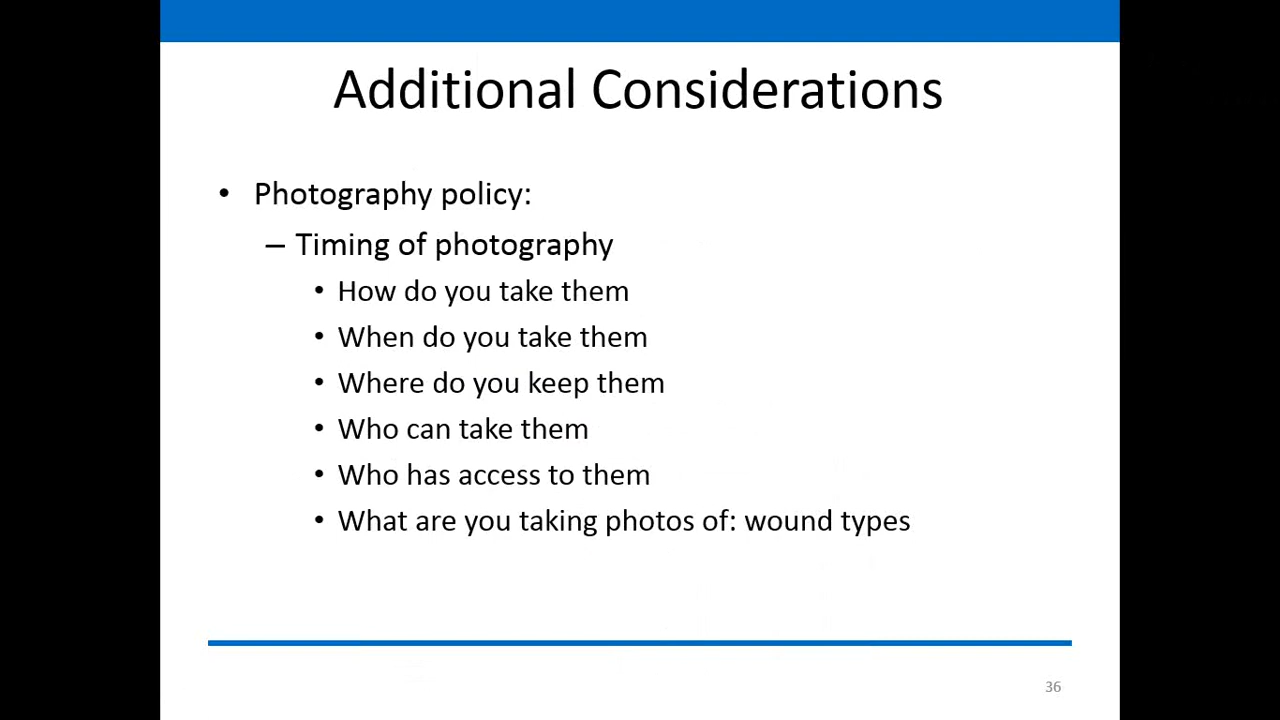 Additional Considerations
• Photography policy:
– Timing of photography
• How do you take them
• When do you take them
• Where do you keep them
• Who can take them
• Who has access to them
• What are you taking photos of: wound types
36